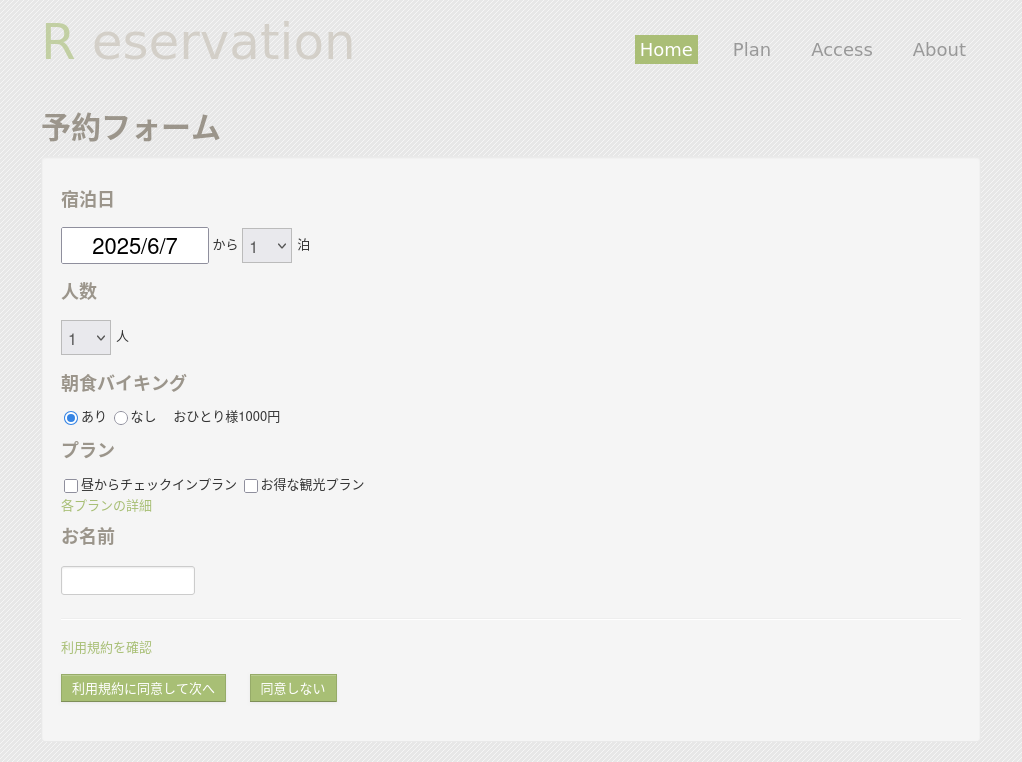 R eservation
Home Plan Access About
予約フォーム
宿泊日
2025/6/7 から 1 泊
人数
1 人
朝食バイキング
あり なし おひとり様1000円
プラン
昼からチェックインプラン お得な観光プラン
各プランの詳細
お名前
利用規約を確認
利用規約に同意して次へ 同意しない